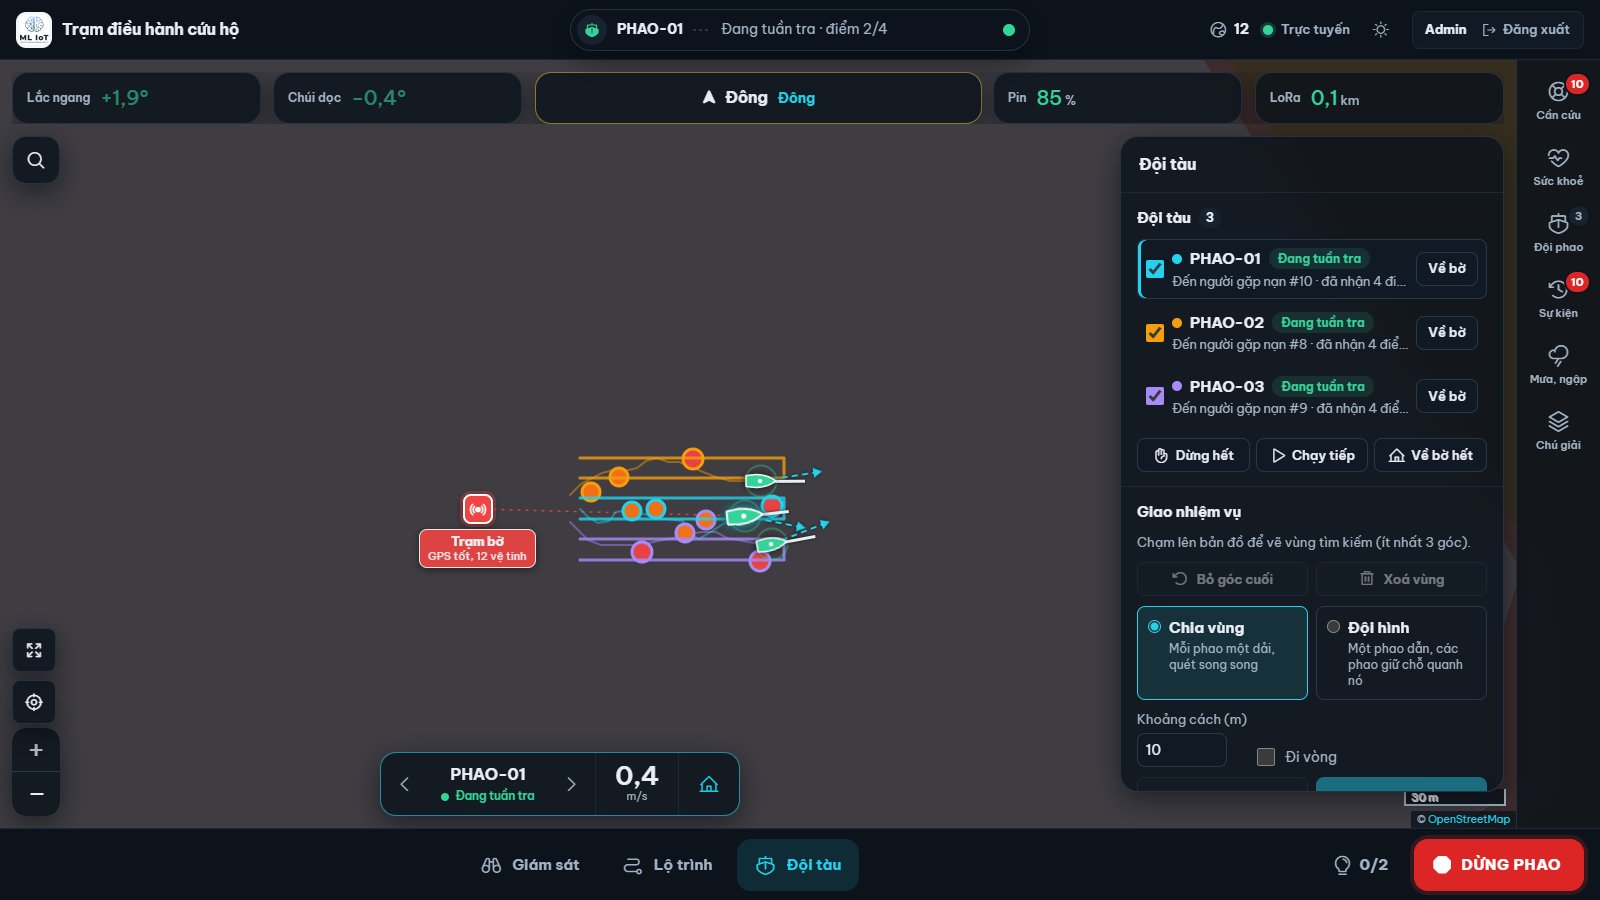 ML IoT
Trạm điều hành cứu hộ
PHAO-01 Đang tuần tra · điểm 2/4
12 Trực tuyến
Admin Đăng xuất
Lắc ngang +1,9°
Chúi dọc −0,4°
Đông Đông
Pin 85 %
LoRa 0,1 km
Cần cứu 10
Sức khoẻ
Đội phao 3
Sự kiện 10
Mưa, ngập
Chú giải
Đội tàu
Đội tàu 3
PHAO-01 Đang tuần tra
Đến người gặp nạn #10 · đã nhận 4 đi...
Về bờ
PHAO-02 Đang tuần tra
Đến người gặp nạn #8 · đã nhận 4 điể...
Về bờ
PHAO-03 Đang tuần tra
Đến người gặp nạn #9 · đã nhận 4 điể...
Về bờ
Dừng hết Chạy tiếp Về bờ hết
Giao nhiệm vụ
Chạm lên bản đồ để vẽ vùng tìm kiếm (ít nhất 3 góc).
Bỏ góc cuối Xoá vùng
Chia vùng
Mỗi phao một dải,
quét song song
Đội hình
Một phao dẫn, các
phao giữ chỗ quanh
nó
Khoảng cách (m)
10 Đi vòng
Trạm bờ
GPS tốt, 12 vệ tinh
PHAO-01
Đang tuần tra
0,4
m/s
30 m
© OpenStreetMap
Giám sát Lộ trình Đội tàu
0/2
DỪNG PHAO